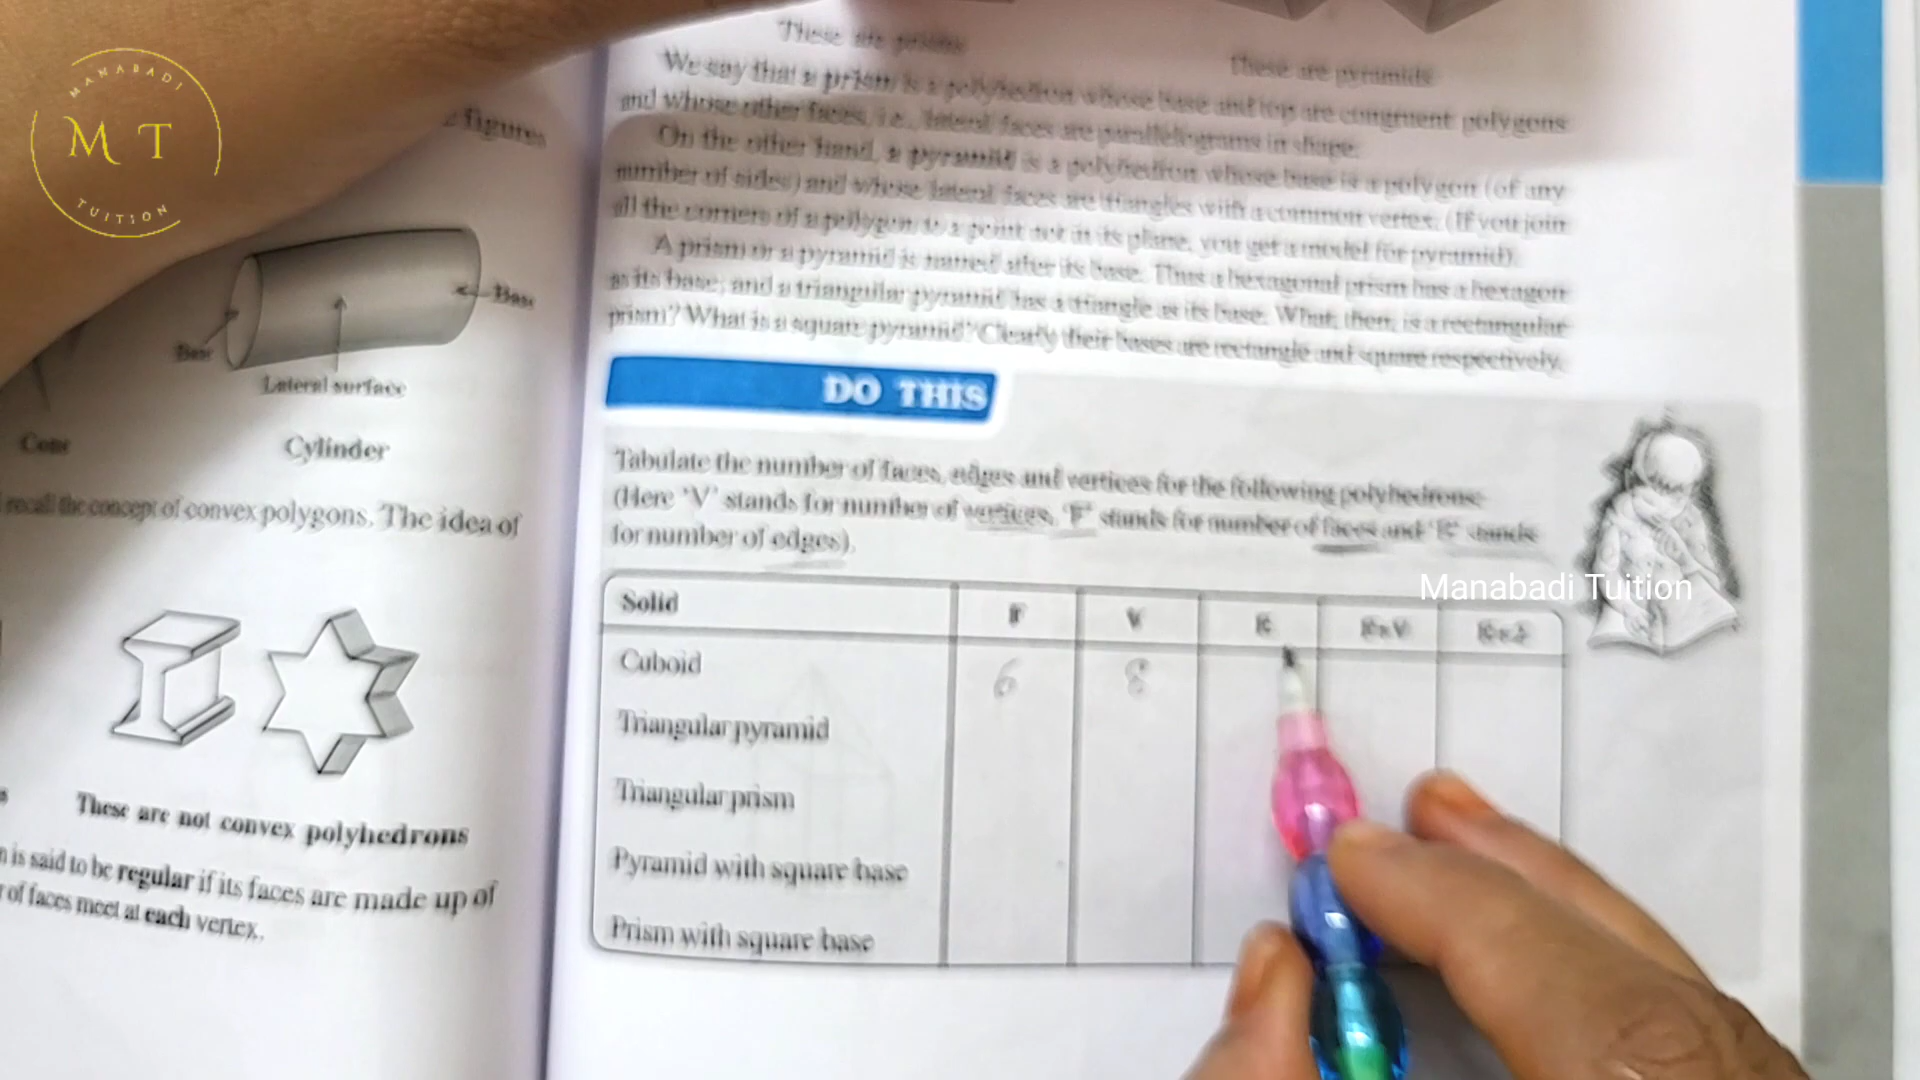 MANABADI
M T
TUITION
figures
Base
Base
Lateral surface
Cone
Cylinder
recall the concept of convex polygons. The idea of
These are not convex polyhedrons
is said to be regular if its faces are made up of
of faces meet at each vertex.
These are prisms
These are pyramids
We say that a prism is a polyhedron whose base and top are congruent polygons
and whose other faces, i.e., lateral faces are parallelograms in shape.
On the other hand, a pyramid is a polyhedron whose base is a polygon (of any
number of sides) and whose lateral faces are triangles with a common vertex. (If you join
all the corners of a polygon to a point not in its plane, you get a model for pyramid).
A prism or a pyramid is named after its base. Thus a hexagonal prism has a hexagon
as its base; and a triangular pyramid has a triangle as its base. What, then, is a rectangular
prism? What is a square pyramid? Clearly their bases are rectangle and square respectively.
DO THIS
Tabulate the number of faces, edges and vertices for the following polyhedrons:
(Here 'V' stands for number of vertices, 'F' stands for number of faces and 'E' stands
for number of edges).
Manabadi Tuition
Solid F V E
Cuboid 6 8
Triangular pyramid
Triangular prism
Pyramid with square base
Prism with square base